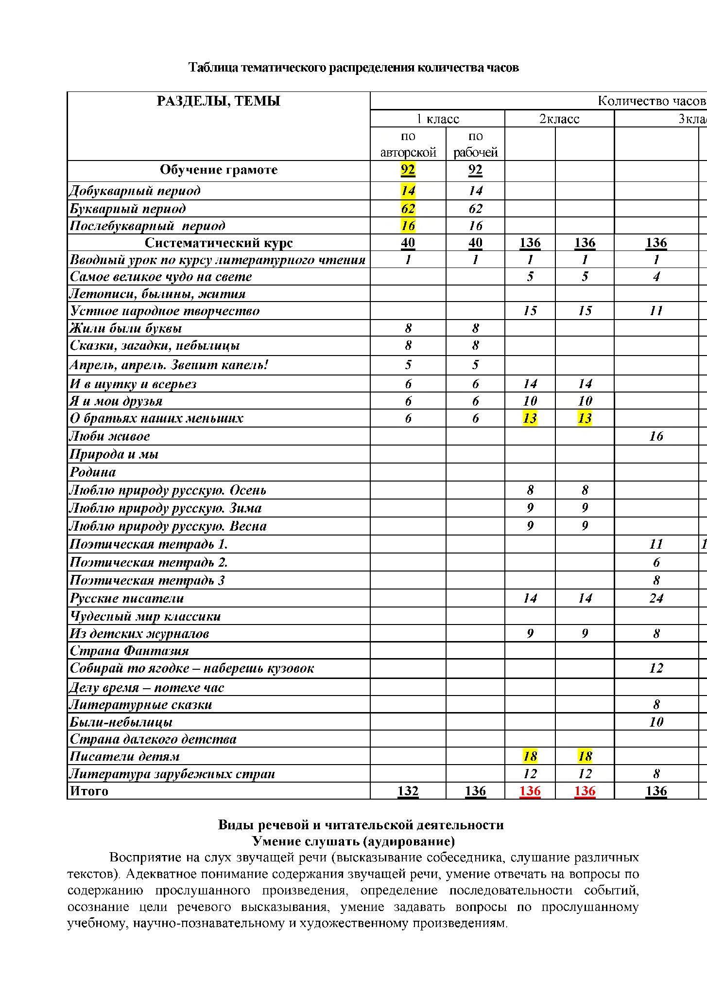 Таблица тематического распределения количества часов
РАЗДЕЛЫ, ТЕМЫ Количество часов
1 класс 2класс 3кла
по по
авторской рабочей
Обучение грамоте 92 92
Добукварный период 14 14
Букварный период 62 62
Послебукварный период 16 16
Систематический курс 40 40 136 136 136
Вводный урок по курсу литературного чтения 1 1 1 1 1
Самое великое чудо на свете 5 5 4
Летописи, былины, жития
Устное народное творчество 15 15 11
Жили были буквы 8 8
Сказки, загадки, небылицы 8 8
Апрель, апрель. Звенит капель! 5 5
И в шутку и всерьез 6 6 14 14
Я и мои друзья 6 6 10 10
О братьях наших меньших 6 6 13 13
Люби живое 16
Природа и мы
Родина
Люблю природу русскую. Осень 8 8
Люблю природу русскую. Зима 9 9
Люблю природу русскую. Весна 9 9
Поэтическая тетрадь 1. 11 1
Поэтическая тетрадь 2. 6
Поэтическая тетрадь 3 8
Русские писатели 14 14 24
Чудесный мир классики
Из детских журналов 9 9 8
Страна Фантазия
Собирай то ягодке – наберешь кузовок 12
Делу время – потехе час
Литературные сказки 8
Были-небылицы 10
Страна далекого детства
Писатели детям 18 18
Литература зарубежных стран 12 12 8
Итого 132 136 136 136 136
Виды речевой и читательской деятельности
Умение слушать (аудирование)
Восприятие на слух звучащей речи (высказывание собеседника, слушание различных
текстов). Адекватное понимание содержания звучащей речи, умение отвечать на вопросы по
содержанию прослушанного произведения, определение последовательности событий,
осознание цели речевого высказывания, умение задавать вопросы по прослушанному
учебному, научно-познавательному и художественному произведениям.